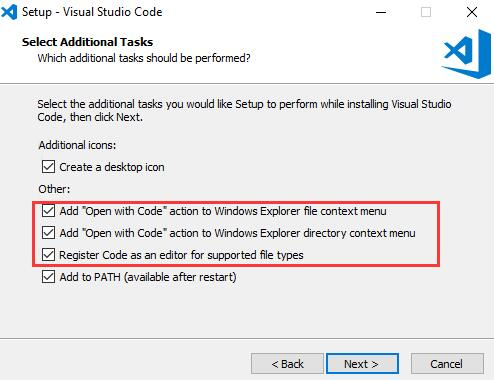 Setup - Visual Studio Code
Select Additional Tasks
Which additional tasks should be performed?
Select the additional tasks you would like Setup to perform while installing Visual Studio
Code, then click Next.
Additional icons:
Create a desktop icon
Other:
Add "Open with Code" action to Windows Explorer file context menu
Add "Open with Code" action to Windows Explorer directory context menu
Register Code as an editor for supported file types
Add to PATH (available after restart)
< Back
Next >
Cancel